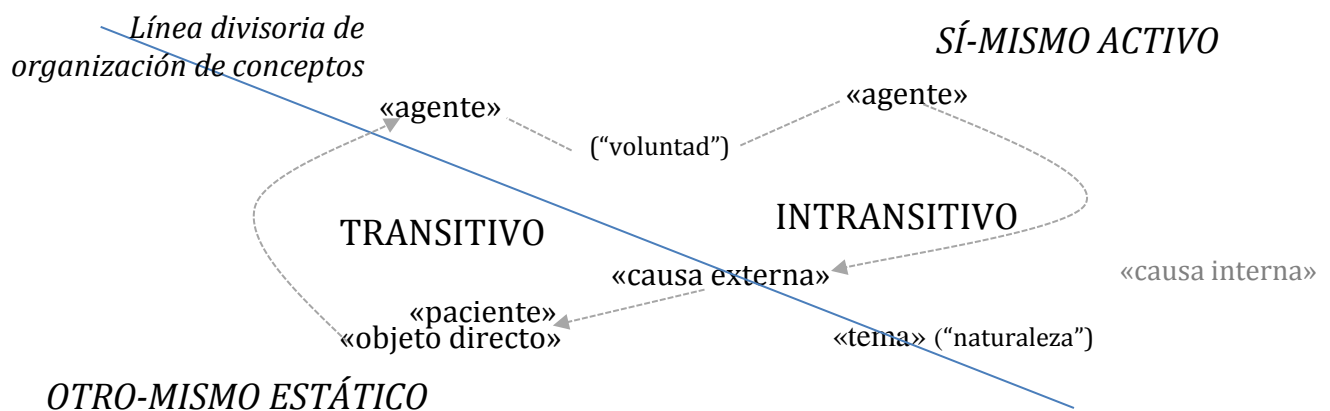 Línea divisoria de
organización de conceptos
SÍ-MISMO ACTIVO
«agente»
«agente»
(“voluntad”)
TRANSITIVO
INTRANSITIVO
«causa externa»
«causa interna»
«paciente»
«objeto directo»
«tema» (“naturaleza”)
OTRO-MISMO ESTÁTICO